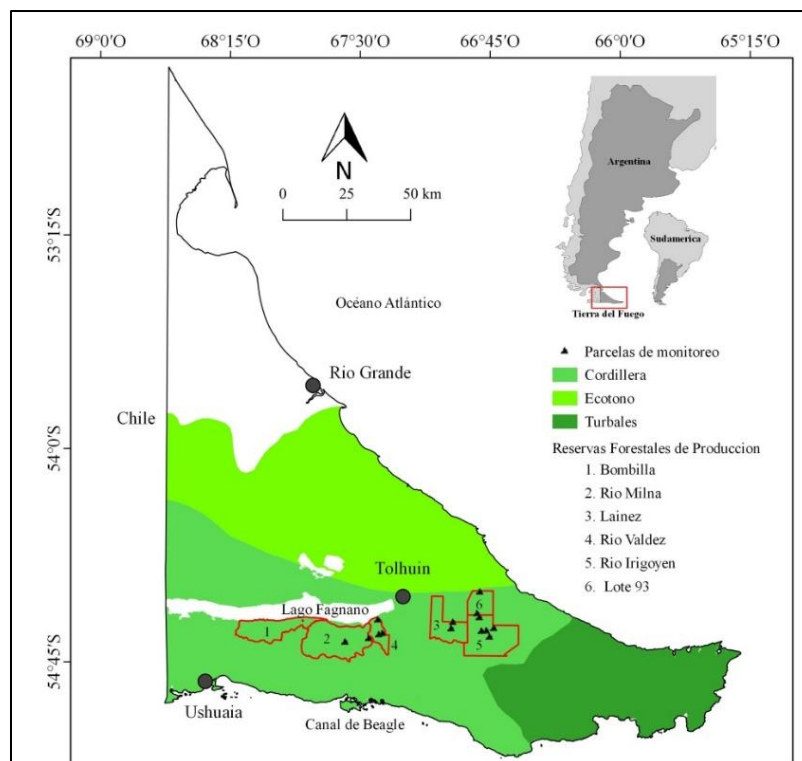 69°0'O 68°15'O 67°30'O 66°45'O 66°0'O 65°15'O
53°15'S
54°0'S
54°45'S
N
0 25 50 km
Argentina
Sudamerica
Tierra del Fuego
Océano Atlántico
Rio Grande
Chile
Tolhuin
Lago Fagnano
1
2
4
3
6
5
Ushuaia
Canal de Beagle
Parcelas de monitoreo
Cordillera
Ecotono
Turbales
Reservas Forestales de Produccion
1. Bombilla
2. Rio Milna
3. Lainez
4. Rio Valdez
5. Rio Irigoyen
6. Lote 93